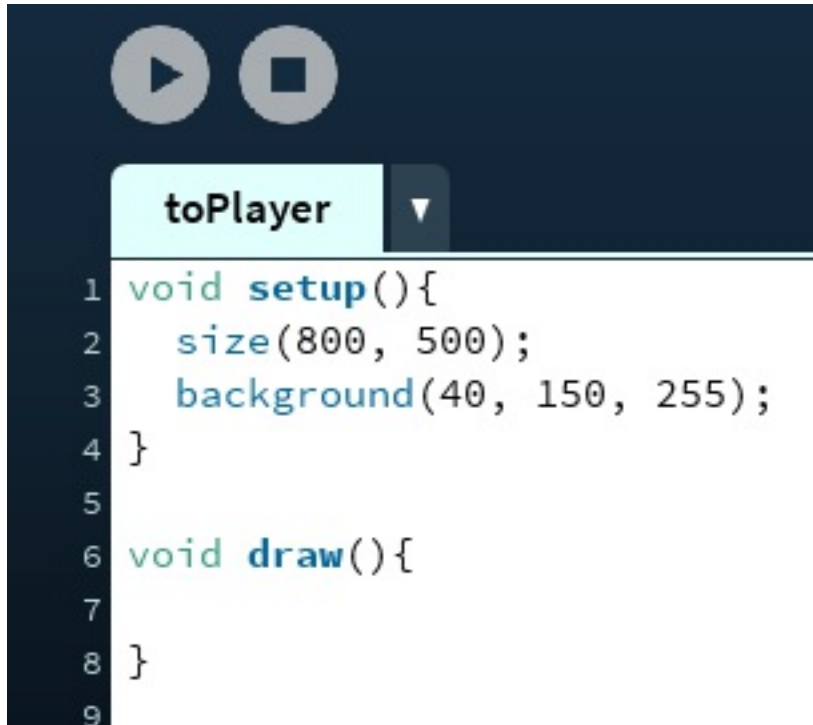 toPlayer
1 void setup(){
2   size(800, 500);
3   background(40, 150, 255);
4 }
5
6 void draw(){
7
8 }
9